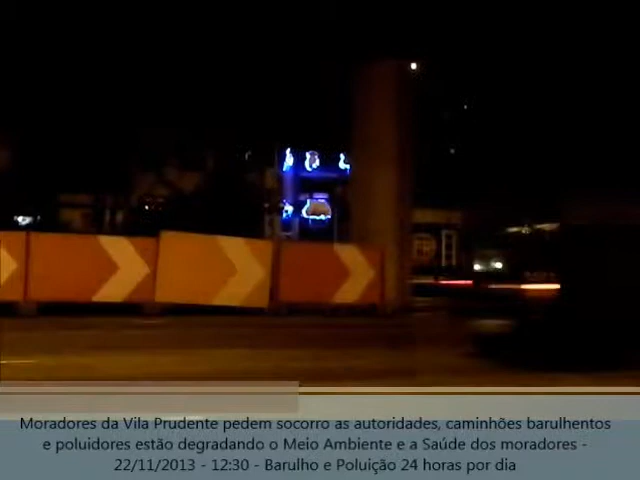 Moradores da Vila Prudente pedem socorro as autoridades, caminhões barulhentos
e poluidores estão degradando o Meio Ambiente e a Saúde dos moradores -
22/11/2013 - 12:30 - Barulho e Poluição 24 horas por dia